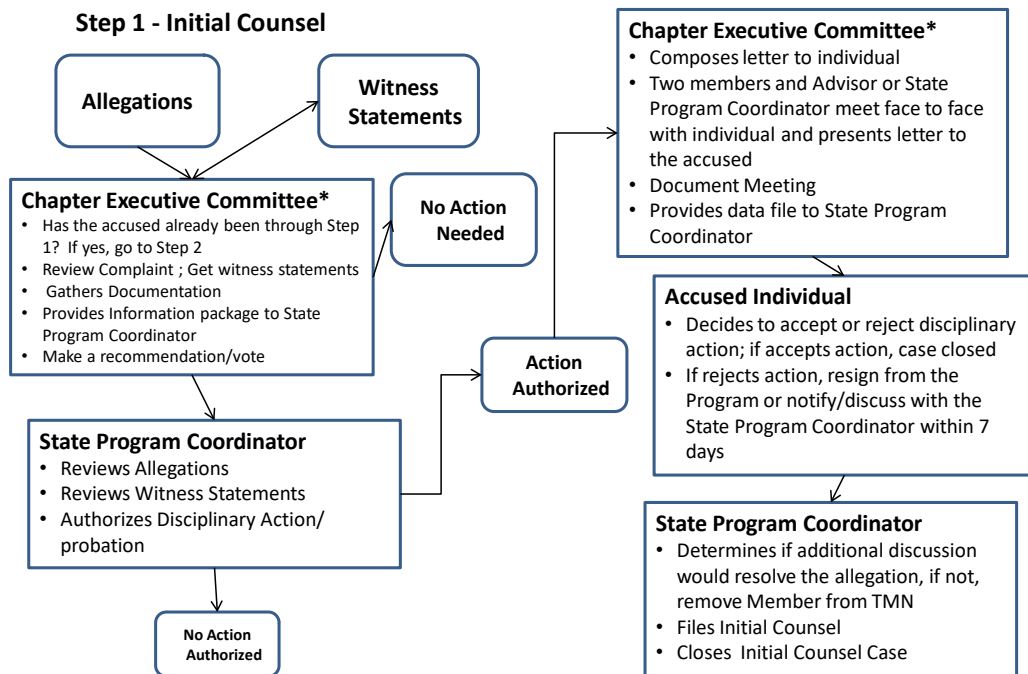 Step 1 - Initial Counsel
Allegations
Witness
Statements
Chapter Executive Committee*
• Has the accused already been through Step
1? If yes, go to Step 2
• Review Complaint ; Get witness statements
• Gathers Documentation
• Provides Information package to State
Program Coordinator
• Make a recommendation/vote
No Action
Needed
State Program Coordinator
• Reviews Allegations
• Reviews Witness Statements
• Authorizes Disciplinary Action/
probation
No Action
Authorized
Action
Authorized
Chapter Executive Committee*
• Composes letter to individual
• Two members and Advisor or State
Program Coordinator meet face to face
with individual and presents letter to
the accused
• Document Meeting
• Provides data file to State Program
Coordinator
Accused Individual
• Decides to accept or reject disciplinary
action; if accepts action, case closed
• If rejects action, resign from the
Program or notify/discuss with the
State Program Coordinator within 7
days
State Program Coordinator
• Determines if additional discussion
would resolve the allegation, if not,
remove Member from TMN
• Files Initial Counsel
• Closes Initial Counsel Case